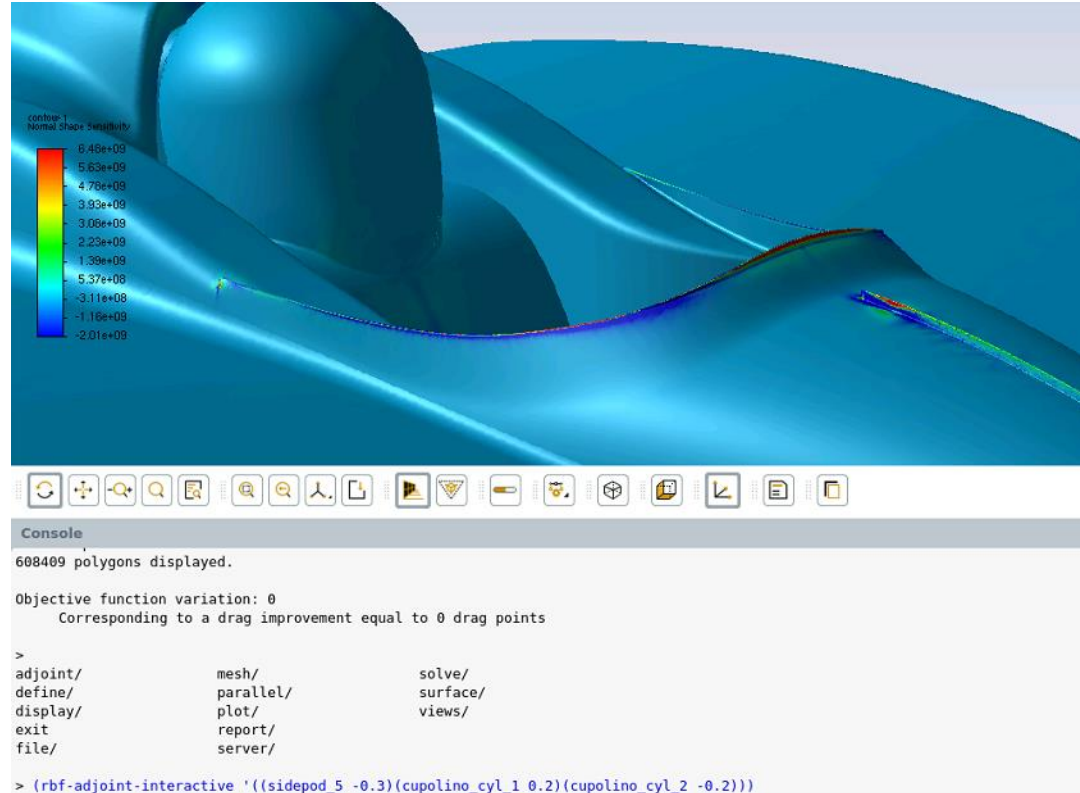 contour-1
Normal Shape Sensitivity
6.48e+09
5.63e+09
4.78e+09
3.93e+09
3.08e+09
2.23e+09
1.39e+09
5.37e+08
-3.11e+08
-1.16e+09
-2.01e+09
Console
608409 polygons displayed.
Objective function variation: 0
Corresponding to a drag improvement equal to 0 drag points
>
adjoint/ mesh/ solve/
define/ parallel/ surface/
display/ plot/ views/
exit report/
file/ server/
> (rbf-adjoint-interactive '((sidepod_5 -0.3)(cupolino_cyl_1 0.2)(cupolino_cyl_2 -0.2)))